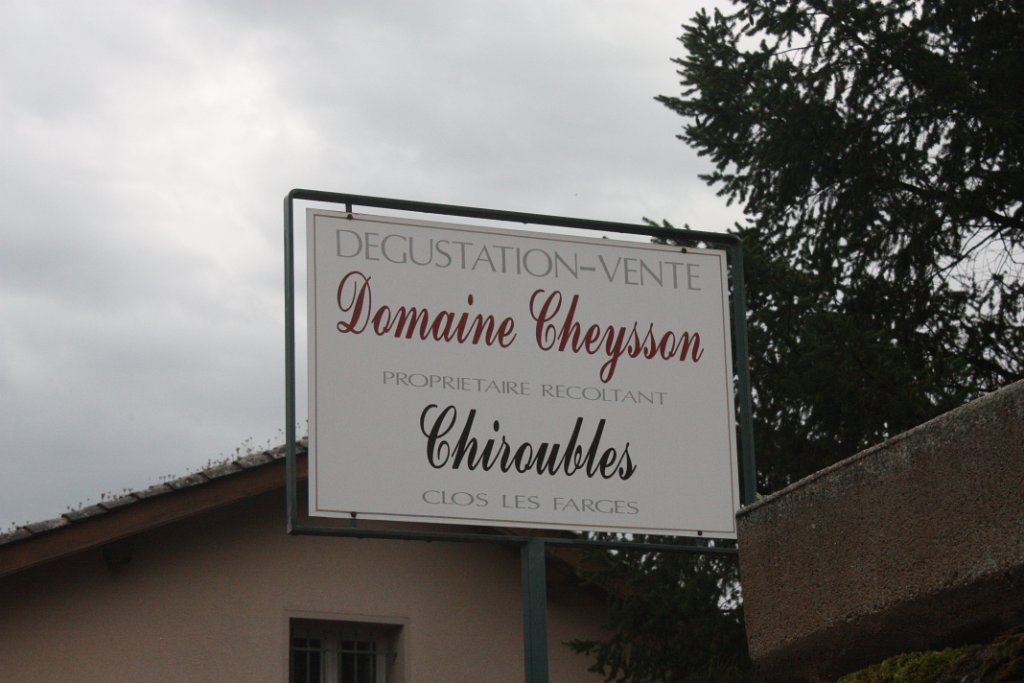 DEGUSTATION-VENTE
Domaine Cheysson
PROPRIETAIRE RECOLTANT
Chiroubles
CLOS LES FARGES